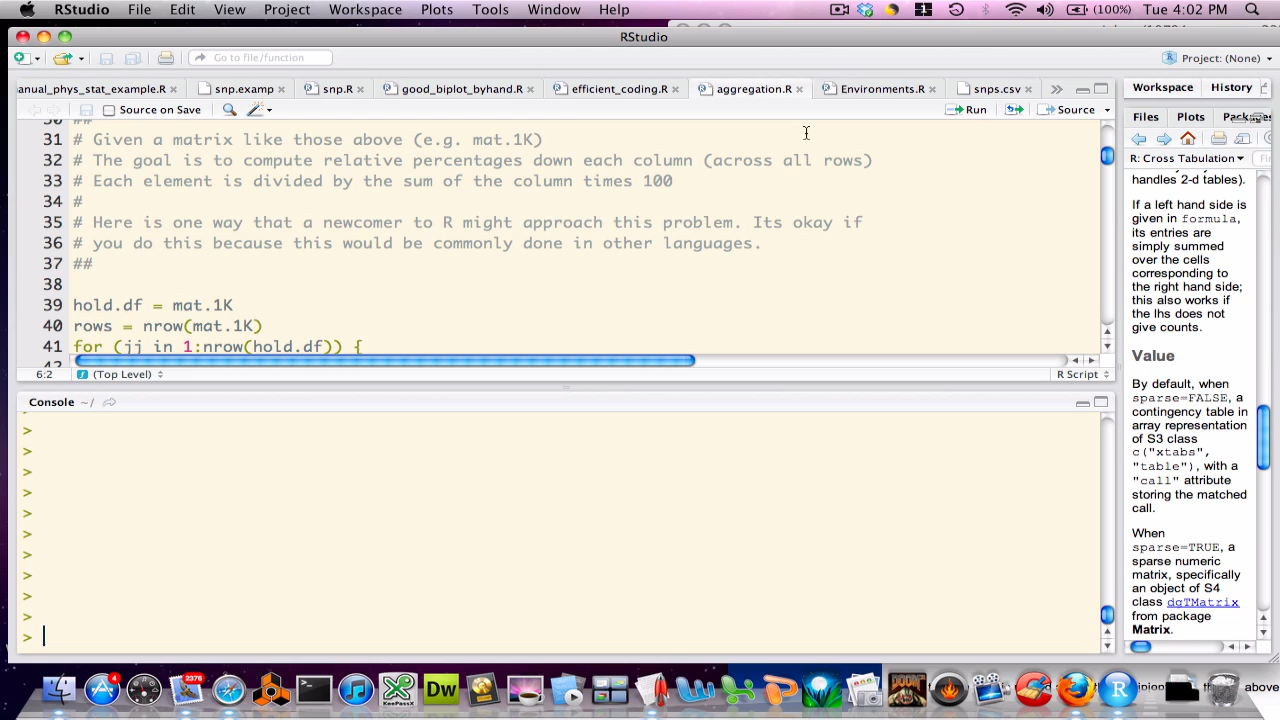 RStudio File Edit View Project Workspace Plots Tools Window Help
1 (100%) Tue 4:02 PM
RStudio
Go to file/function
Project: (None)
anual_phys_stat_example.R snp.examp snp.R good_biplot_byhand.R efficient_coding.R aggregation.R Environments.R snps.csv
Source on Save
Run Source
31 # Given a matrix like those above (e.g. mat.1K)
32 # The goal is to compute relative percentages down each column (across all rows)
33 # Each element is divided by the sum of the column times 100
34 #
35 # Here is one way that a newcomer to R might approach this problem. Its okay if
36 # you do this because this would be commonly done in other languages.
37 ##
38
39 hold.df = mat.1K
40 rows = nrow(mat.1K)
41 for (jj in 1:nrow(hold.df)) {
6:2 (Top Level) R Script
Console ~/
>
>
>
>
>
>
>
>
>
>
>
Workspace History
Files Plots
R: Cross Tabulation
handles 2-d tables).
If a left hand side is
given in formula,
its entries are
simply summed
over the cells
corresponding to
the right hand side;
this also works if
the lhs does not
give counts.
Value
By default, when
sparse=FALSE, a
contingency table in
array representation
of S3 class
c("xtabs",
"table"), with a
"call" attribute
storing the matched
call.
When
sparse=TRUE, a
sparse numeric
matrix, specifically
an object of S4
class dgTMatrix
from package
Matrix.
4
2376
KeePassX
Dw
DOOM
above